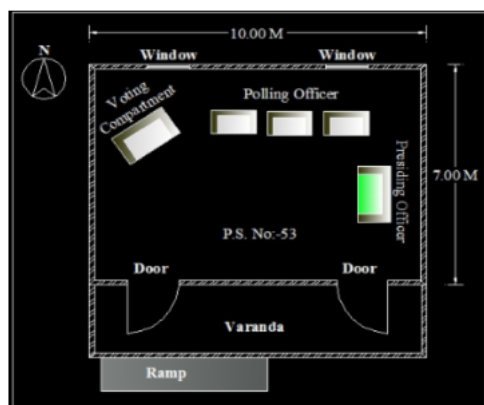 10.00 M
N
Window
Window
Voting
Compartment
Polling Officer
Presiding Officer
7.00 M
P.S. No:-53
Door
Door
Varanda
Ramp